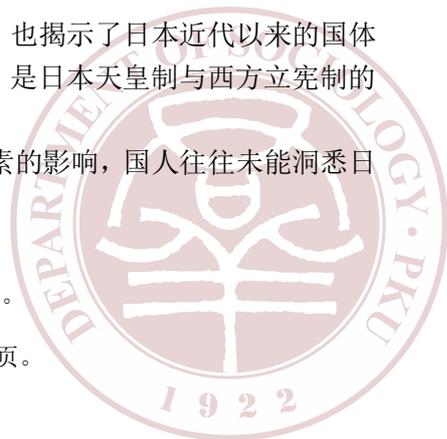 也揭示了日本近代以来的国体
是日本天皇制与西方立宪制的
素的影响，国人往往未能洞悉日
。
页。
DEPARTMENT OF SOCIOLOGY · PKU
1922